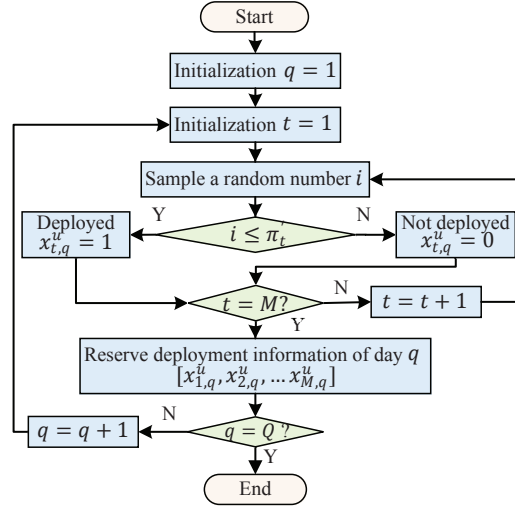 Start
Initialization q = 1
Initialization t = 1
Sample a random number i
Y
N
Deployed
x^u_{t,q} = 1
i ≤ π'_t
Not deployed
x^u_{t,q} = 0
t = M?
N
t = t + 1
Y
Reserve deployment information of day q
[x^u_{1,q}, x^u_{2,q}, … x^u_{M,q}]
N
q = q + 1
q = Q ?
Y
End